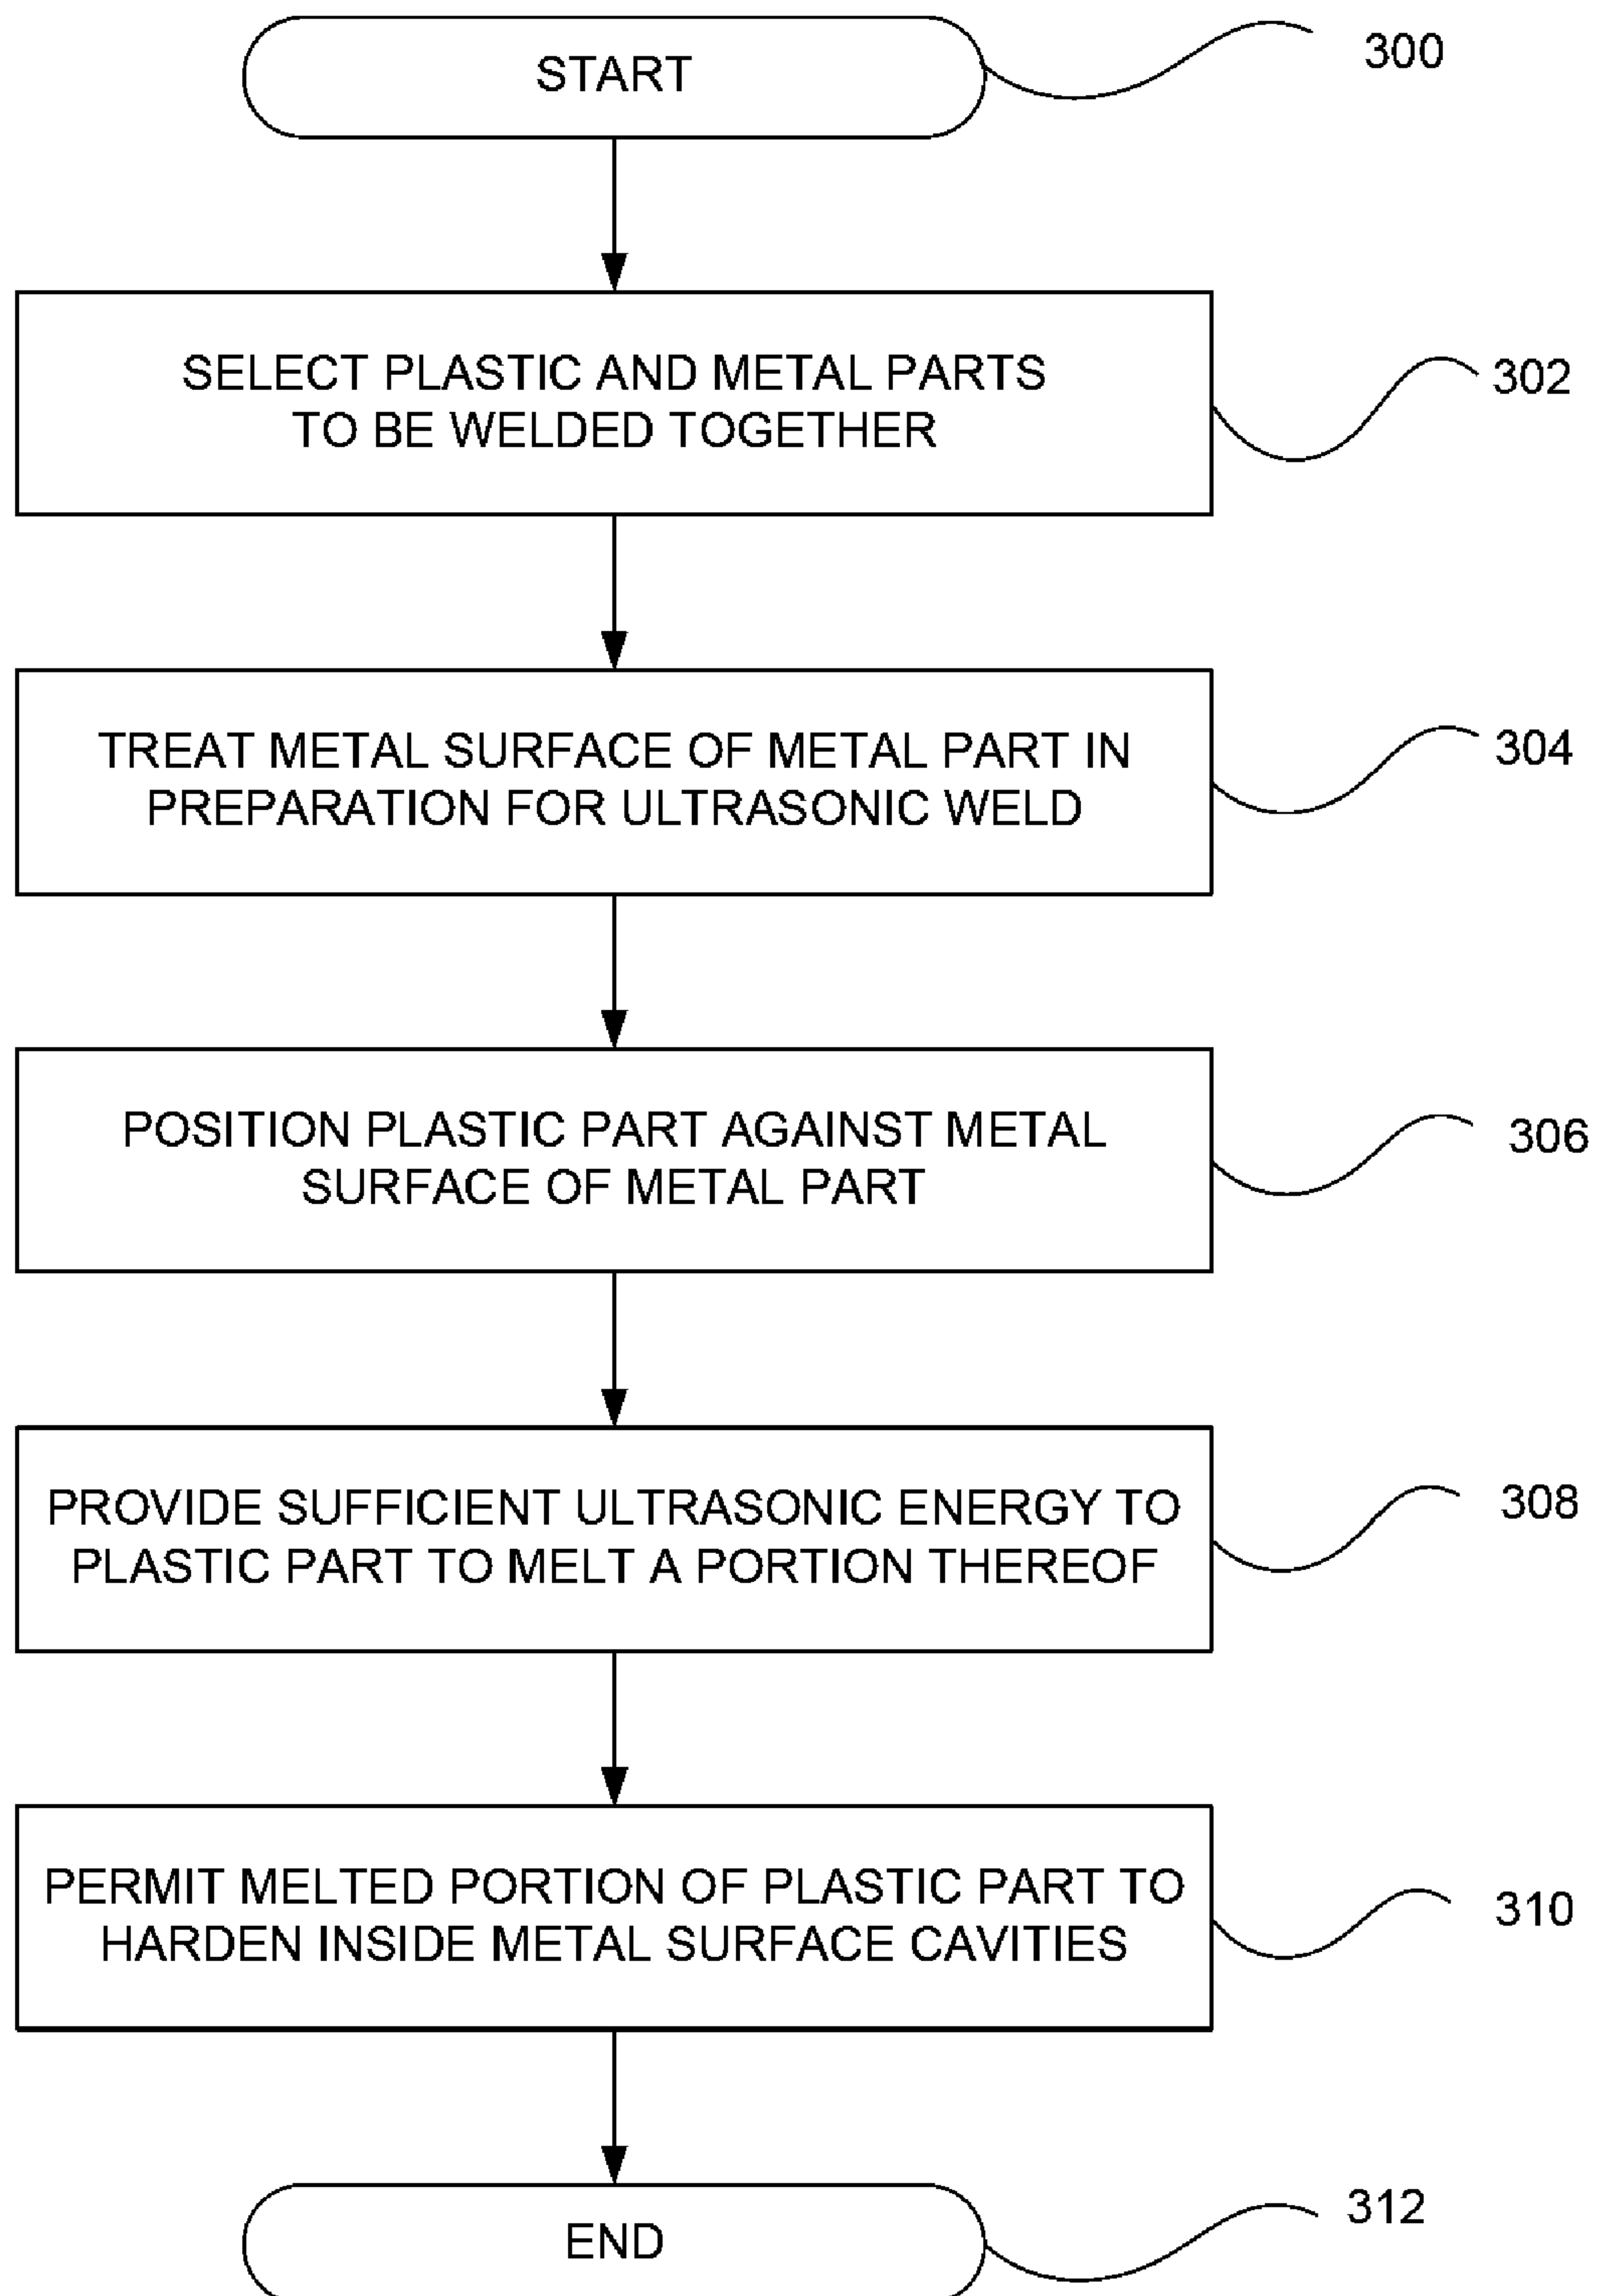 START
300
SELECT PLASTIC AND METAL PARTS
TO BE WELDED TOGETHER
302
TREAT METAL SURFACE OF METAL PART IN
PREPARATION FOR ULTRASONIC WELD
304
POSITION PLASTIC PART AGAINST METAL
SURFACE OF METAL PART
306
PROVIDE SUFFICIENT ULTRASONIC ENERGY TO
PLASTIC PART TO MELT A PORTION THEREOF
308
PERMIT MELTED PORTION OF PLASTIC PART TO
HARDEN INSIDE METAL SURFACE CAVITIES
310
END
312